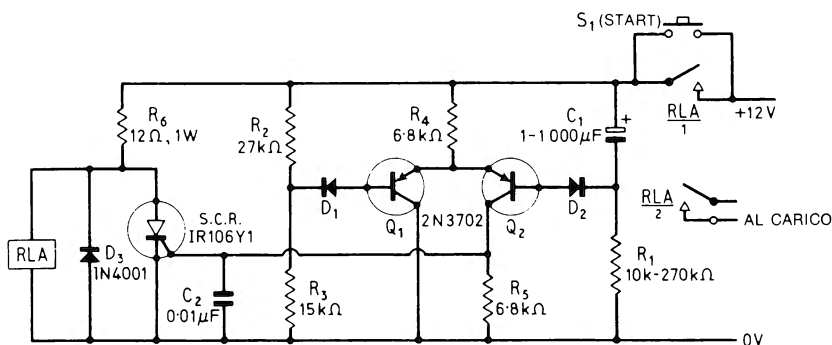 S1 (START)
RLA
1
+12V
C1
+
1-1000µF
R4
6·8kΩ
R2
27kΩ
R6
12Ω, 1W
RLA
2
AL CARICO
D1
Q1
2N3702
Q2
D2
S.C.R.
IR106Y1
RLA
D3
1N4001
C2
0·01µF
R3
15kΩ
R5
6·8kΩ
R1
10k-270kΩ
0V